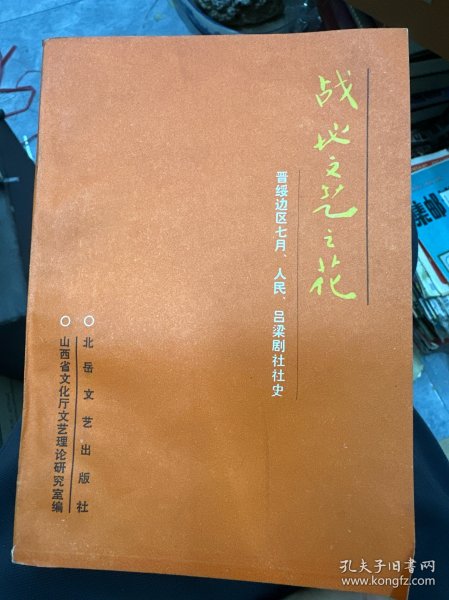 战地文艺之花
晋绥边区七月、人民、吕梁剧社社史
○北岳文艺出版社
○山西省文化厅文艺理论研究室编
孔夫子旧书网
www.kongfz.com